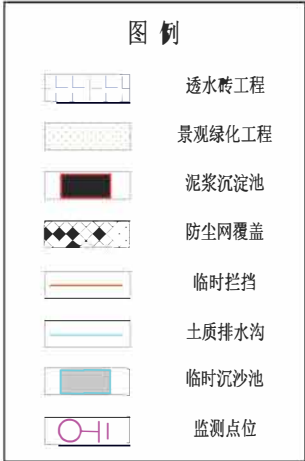 图例
透水砖工程
景观绿化工程
泥浆沉淀池
防尘网覆盖
临时拦挡
土质排水沟
临时沉沙池
监测点位